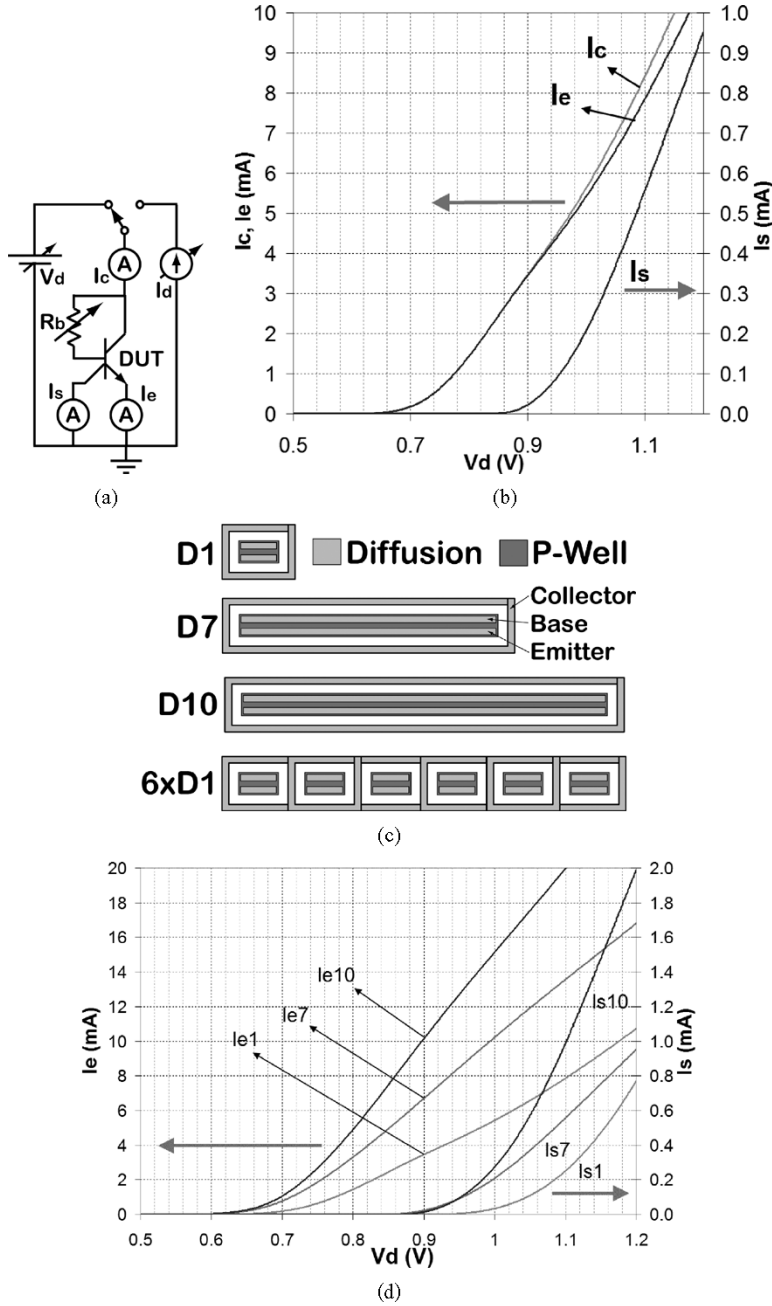 Vd
Ic
A
Id
Rb
DUT
Is
Ie
A
A
(a)
10
9
8
7
6
5
4
3
2
1
0
Ic, Ie (mA)
1.0
0.9
0.8
0.7
0.6
0.5
0.4
0.3
0.2
0.1
0.0
Is (mA)
Ic
Ie
Is
0.5
0.7
0.9
1.1
Vd (V)
(b)
D1
Diffusion
P-Well
D7
Collector
Base
Emitter
D10
6xD1
(c)
20
18
16
14
12
10
8
6
4
2
0
Ie (mA)
2.0
1.8
1.6
1.4
1.2
1.0
0.8
0.6
0.4
0.2
0.0
Is (mA)
Ie10
Ie7
Ie1
Is10
Is7
Is1
0.5
0.6
0.7
0.8
0.9
1
1.1
1.2
Vd (V)
(d)